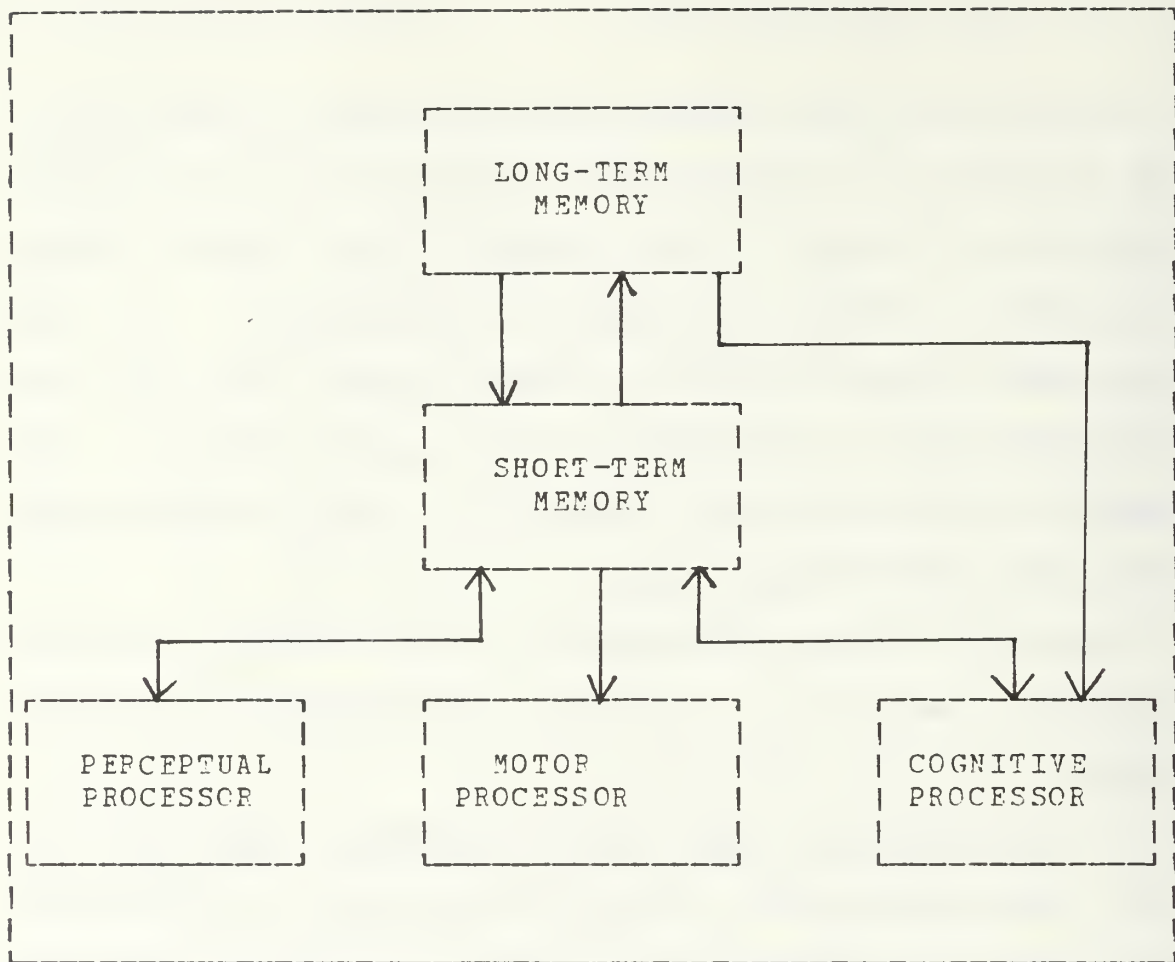 LONG-TERM
MEMORY
SHORT-TERM
MEMORY
PERCEPTUAL
PROCESSOR
MOTOR
PROCESSOR
COGNITIVE
PROCESSOR